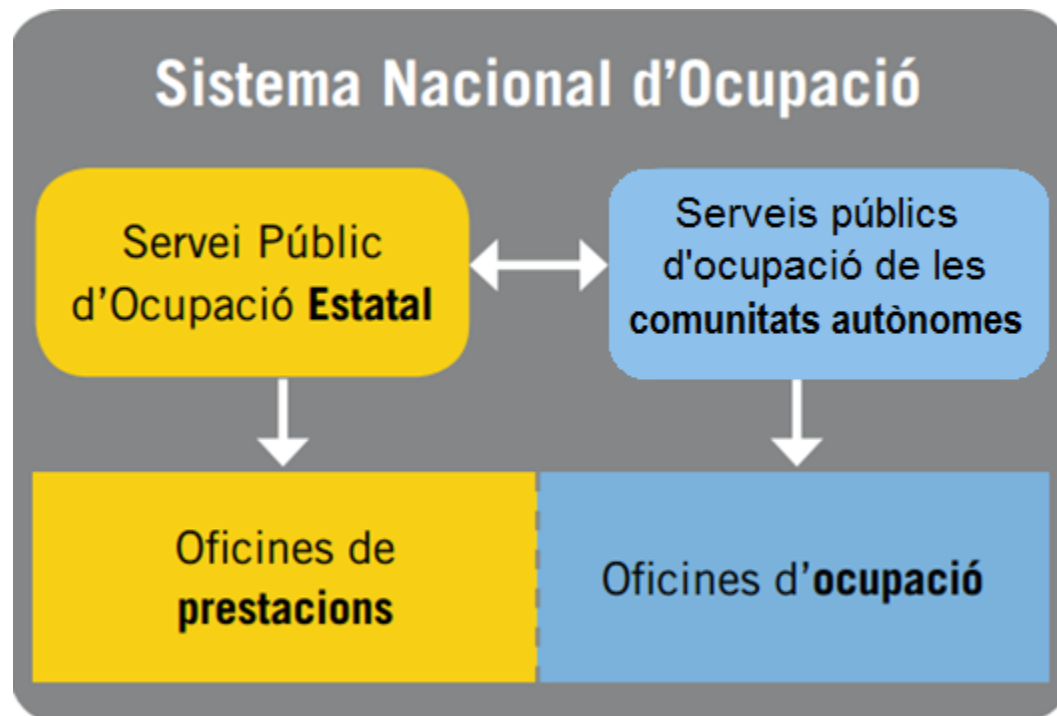 Sistema Nacional d’Ocupació
Servei Públic
d’Ocupació Estatal
Serveis públics
d'ocupació de les
comunitats autònomes
Oficines de
prestacions
Oficines d’ocupació